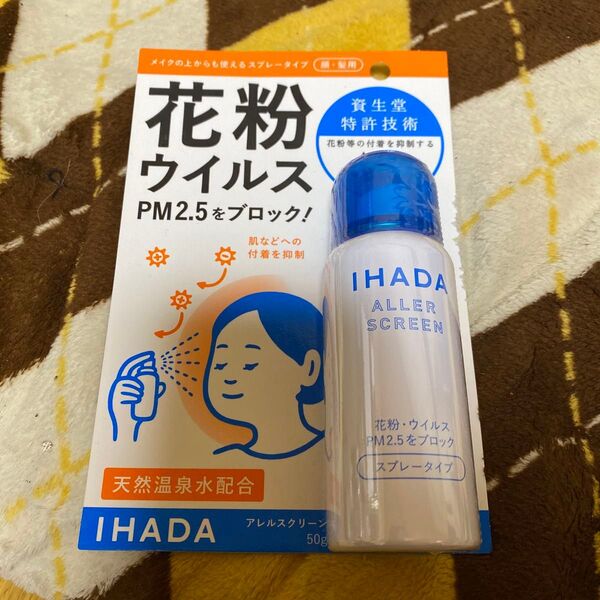 メイクの上からも使えるスプレータイプ 顔・髪用
花粉
ウイルス
PM2.5をブロック!
資生堂
特許技術
花粉等の付着を抑制する
肌などへの
付着を抑制
天然温泉水配合
IHADA
アレルスクリーン
50g
IHADA
ALLER
SCREEN
花粉・ウイルス
PM2.5をブロック
スプレータイプ